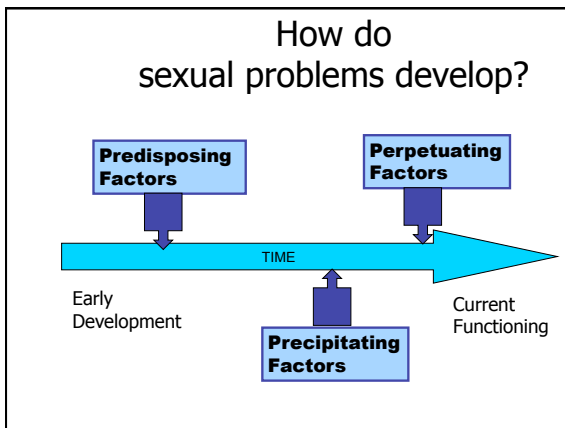 How do
sexual problems develop?
Predisposing
Factors
Perpetuating
Factors
TIME
Early
Development
Current
Functioning
Precipitating
Factors